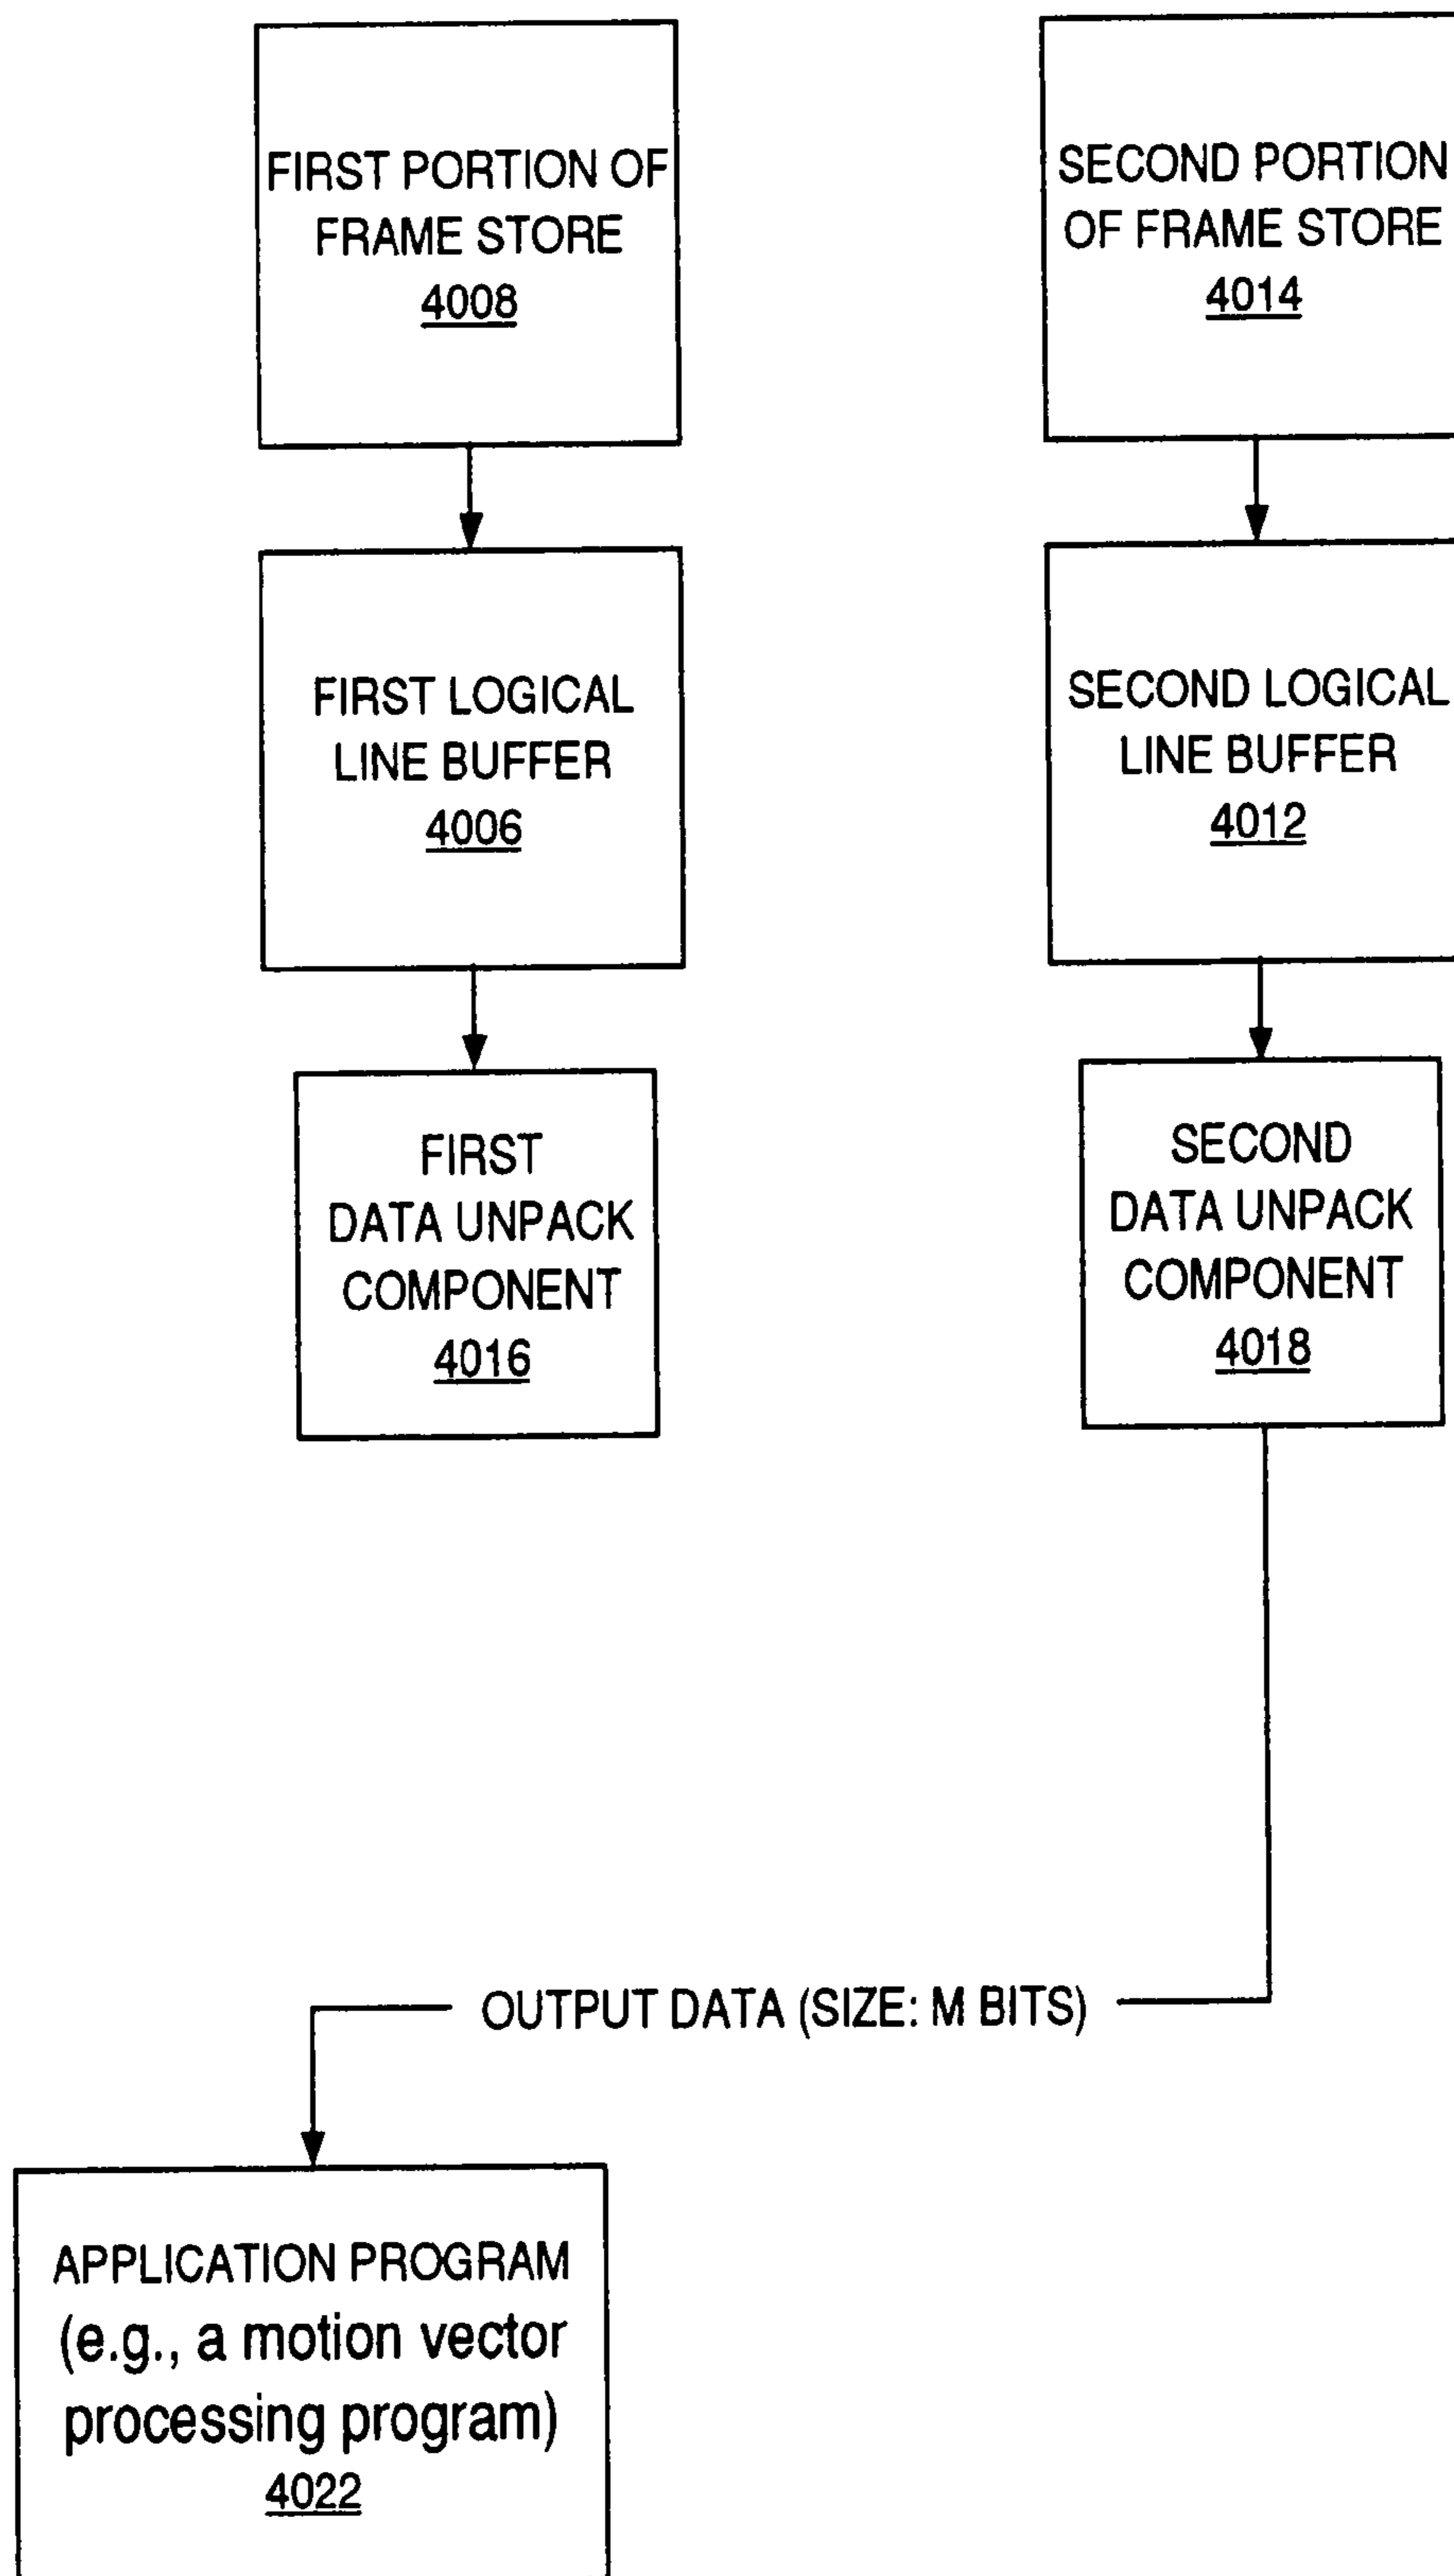 FIRST PORTION OF
FRAME STORE
4008
SECOND PORTION
OF FRAME STORE
4014
FIRST LOGICAL
LINE BUFFER
4006
SECOND LOGICAL
LINE BUFFER
4012
FIRST
DATA UNPACK
COMPONENT
4016
SECOND
DATA UNPACK
COMPONENT
4018
OUTPUT DATA (SIZE: M BITS)
APPLICATION PROGRAM
(e.g., a motion vector
processing program)
4022